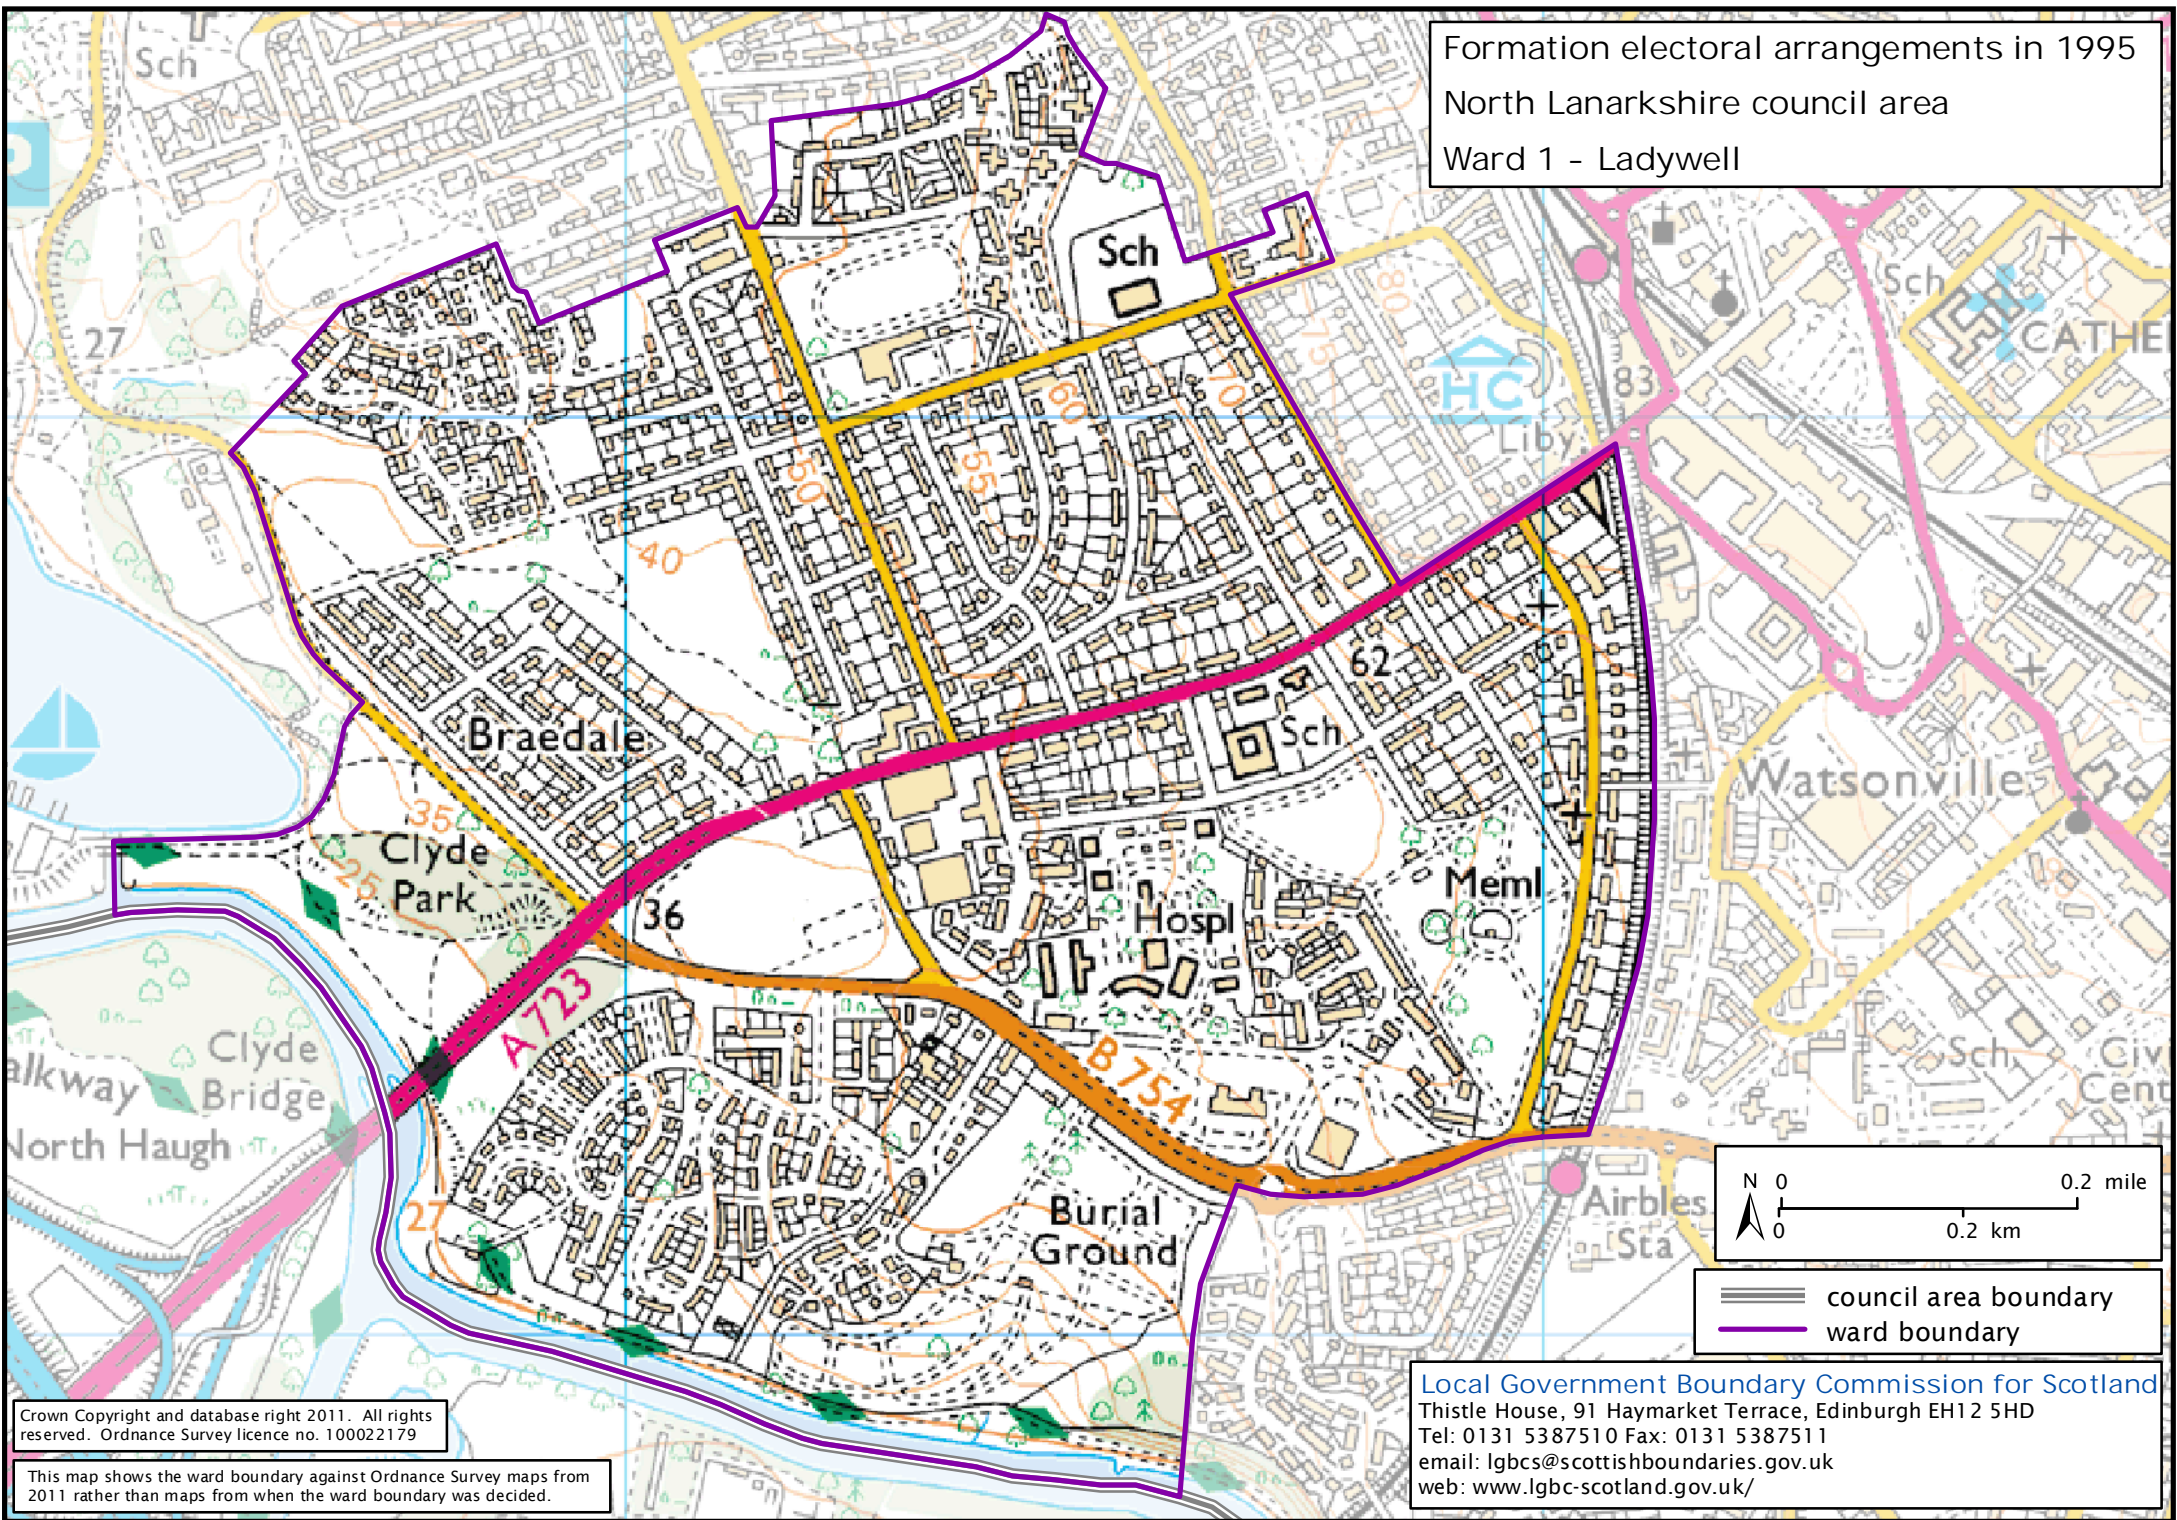 Formation electoral arrangements in 1995
North Lanarkshire council area
Ward 1 - Ladywell
Sch
Sch
Sch
CATHE
27
80
75
HC
83
Liby
70
60
55
50
40
62
Braedale
Sch
Watsonville
35
Clyde
Park
25
36
Meml
Hospl
90
A 723
B 754
Clyde
Bridge
alkway
North Haugh
Sch
Civi
Cent
27
Burial
Ground
Airbles
Sta
N 0 0.2 mile
0 0.2 km
council area boundary
ward boundary
Local Government Boundary Commission for Scotland
Thistle House, 91 Haymarket Terrace, Edinburgh EH12 5HD
Tel: 0131 5387510 Fax: 0131 5387511
email: lgbcs@scottishboundaries.gov.uk
web: www.lgbc-scotland.gov.uk/
Crown Copyright and database right 2011. All rights
reserved. Ordnance Survey licence no. 100022179
This map shows the ward boundary against Ordnance Survey maps from
2011 rather than maps from when the ward boundary was decided.